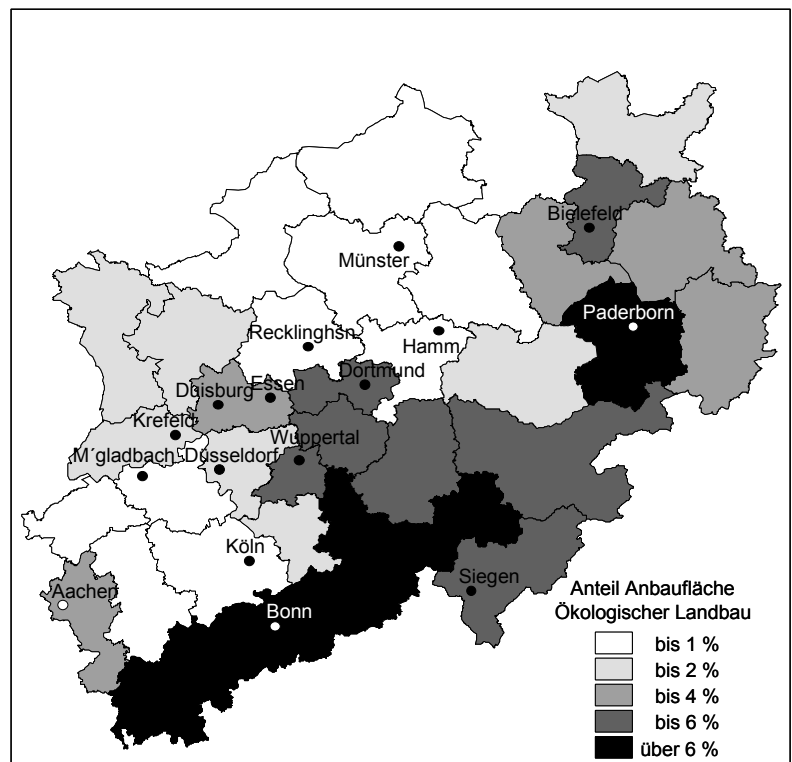 Bielefeld
Münster
Paderborn
Recklinghsn.
Hamm
Dortmund
Duisburg
Essen
Krefeld
Wuppertal
M´gladbach
Düsseldorf
Köln
Aachen
Siegen
Bonn
Anteil Anbaufläche
Ökologischer Landbau
bis 1 %
bis 2 %
bis 4 %
bis 6 %
über 6 %